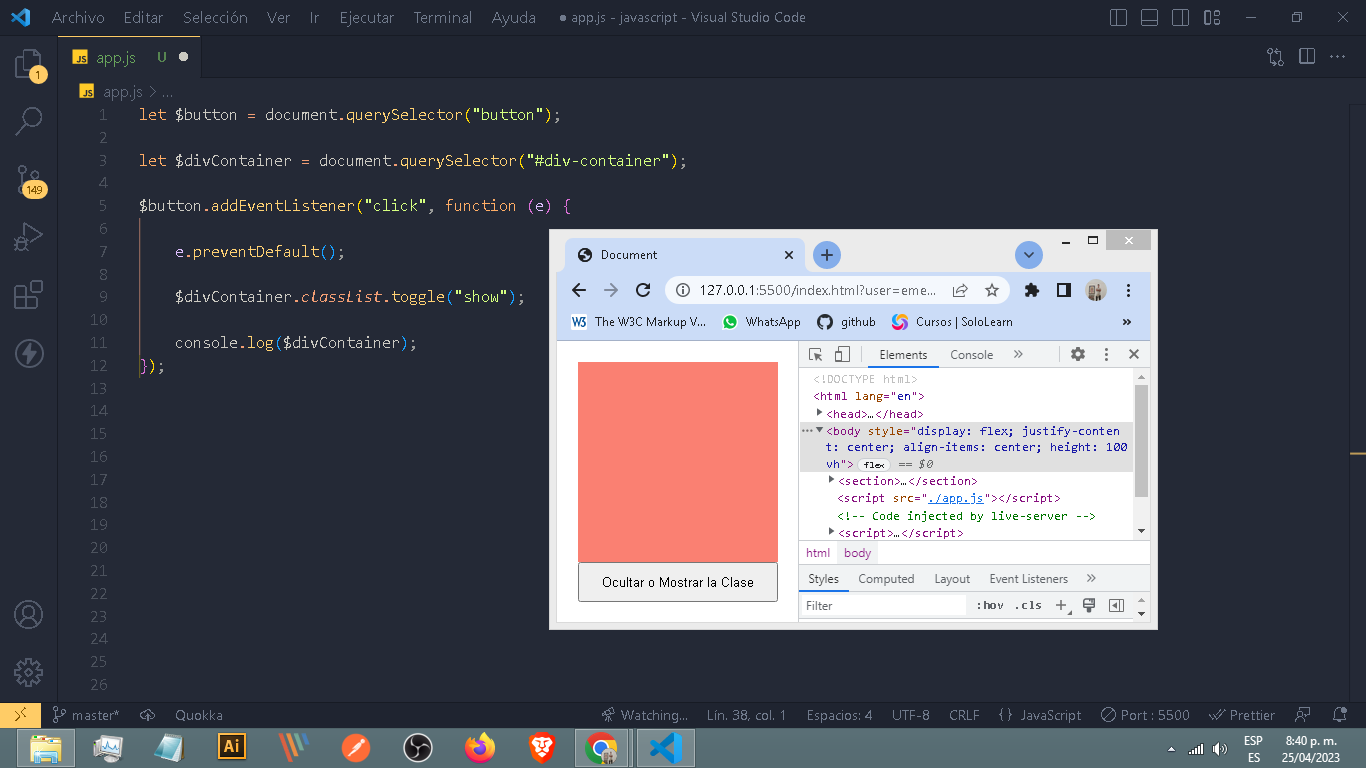 Archivo Editar Selección Ver Ir Ejecutar Terminal Ayuda ● app.js - javascript - Visual Studio Code
JS app.js U
1
JS app.js > ...
1 let $button = document.querySelector("button");
2
3 let $divContainer = document.querySelector("#div-container");
4
5 $button.addEventListener("click", function (e) {
6
7 e.preventDefault();
8
9 $divContainer.classList.toggle("show");
10
11 console.log($divContainer);
12 });
13
14
15
16
17
18
19
20
21
22
23
24
25
26
149
Document
127.0.0.1:5500/index.html?user=eme...
W3 The W3C Markup V... WhatsApp github Cursos | SoloLearn »
Ocultar o Mostrar la Clase
Elements Console »
<!DOCTYPE html>
<html lang="en">
<head>…</head>
<body style="display: flex; justify-conten
t: center; align-items: center; height: 100
vh"> flex == $0
<section>…</section>
<script src="./app.js"></script>
<!-- Code injected by live-server -->
<script>…</script>
html body
Styles Computed Layout Event Listeners »
Filter :hov .cls
master* Quokka Watching... Lín. 38, col. 1 Espacios: 4 UTF-8 CRLF {} JavaScript Port : 5500 Prettier
Ai
ESP
ES
8:40 p. m.
25/04/2023